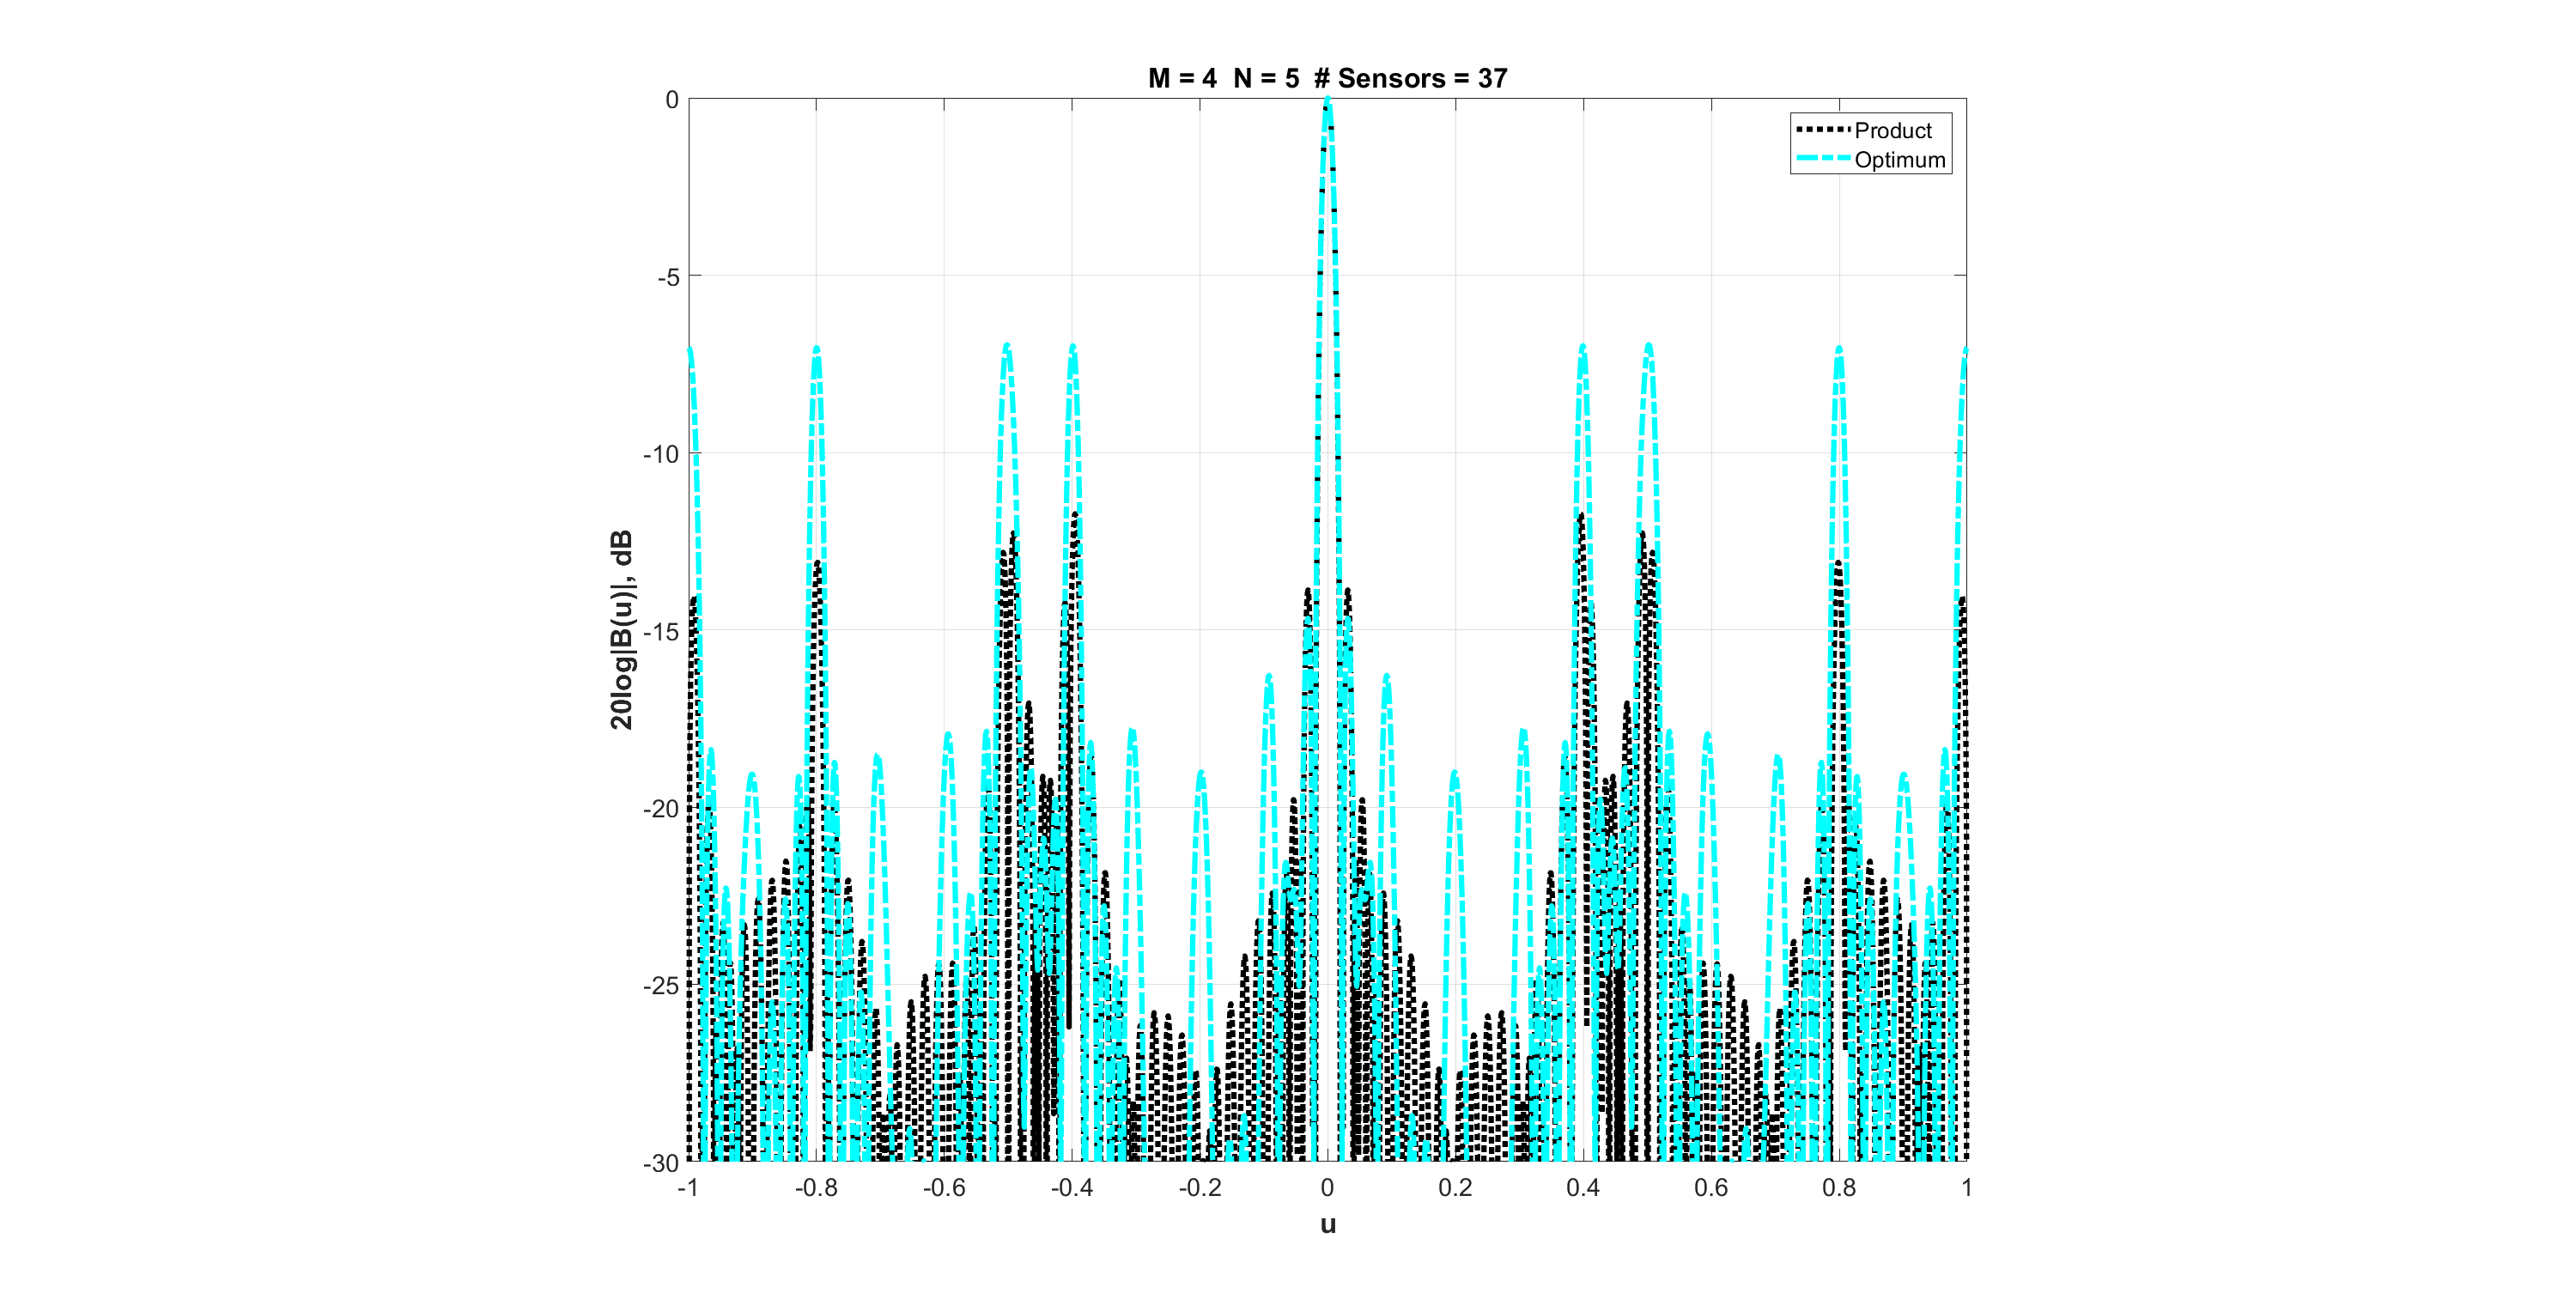 M = 4 N = 5 # Sensors = 37
Product
Optimum
0
-5
-10
-15
-20
-25
-30
20log|B(u)|, dB
-1 -0.8 -0.6 -0.4 -0.2 0 0.2 0.4 0.6 0.8 1
u